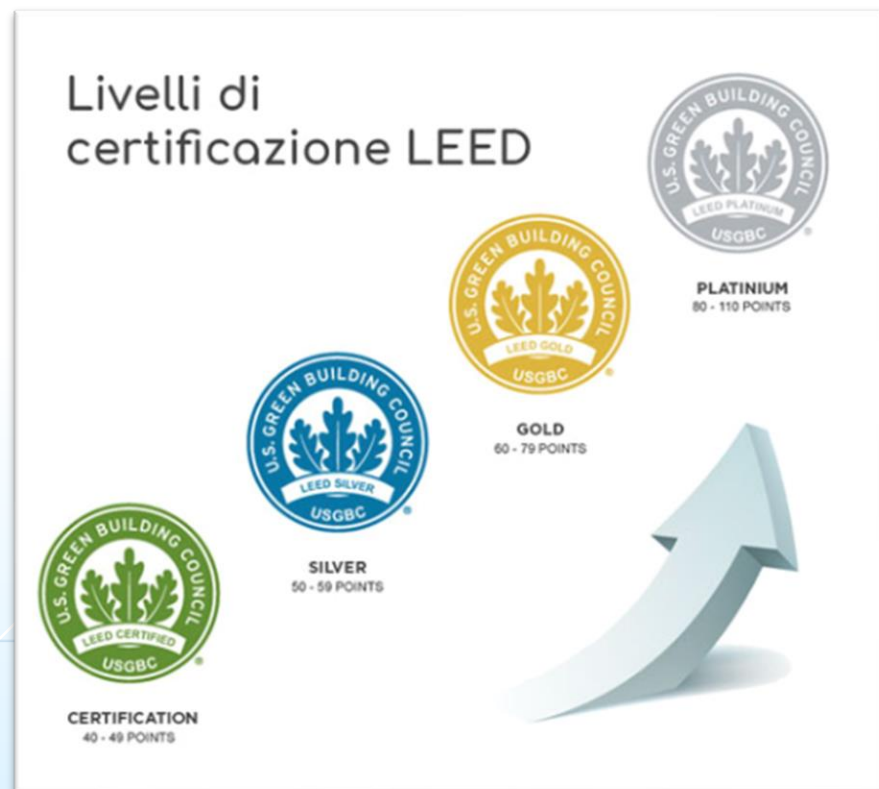 Livelli di
certificazione LEED
U.S. GREEN BUILDING COUNCIL
LEED PLATINUM
USGBC
®
PLATINIUM
80 - 110 POINTS
U.S. GREEN BUILDING COUNCIL
LEED GOLD
USGBC
®
GOLD
60 - 79 POINTS
U.S. GREEN BUILDING COUNCIL
LEED SILVER
USGBC
®
SILVER
50 - 59 POINTS
U.S. GREEN BUILDING COUNCIL
LEED CERTIFIED
USGBC
®
CERTIFICATION
40 - 49 POINTS